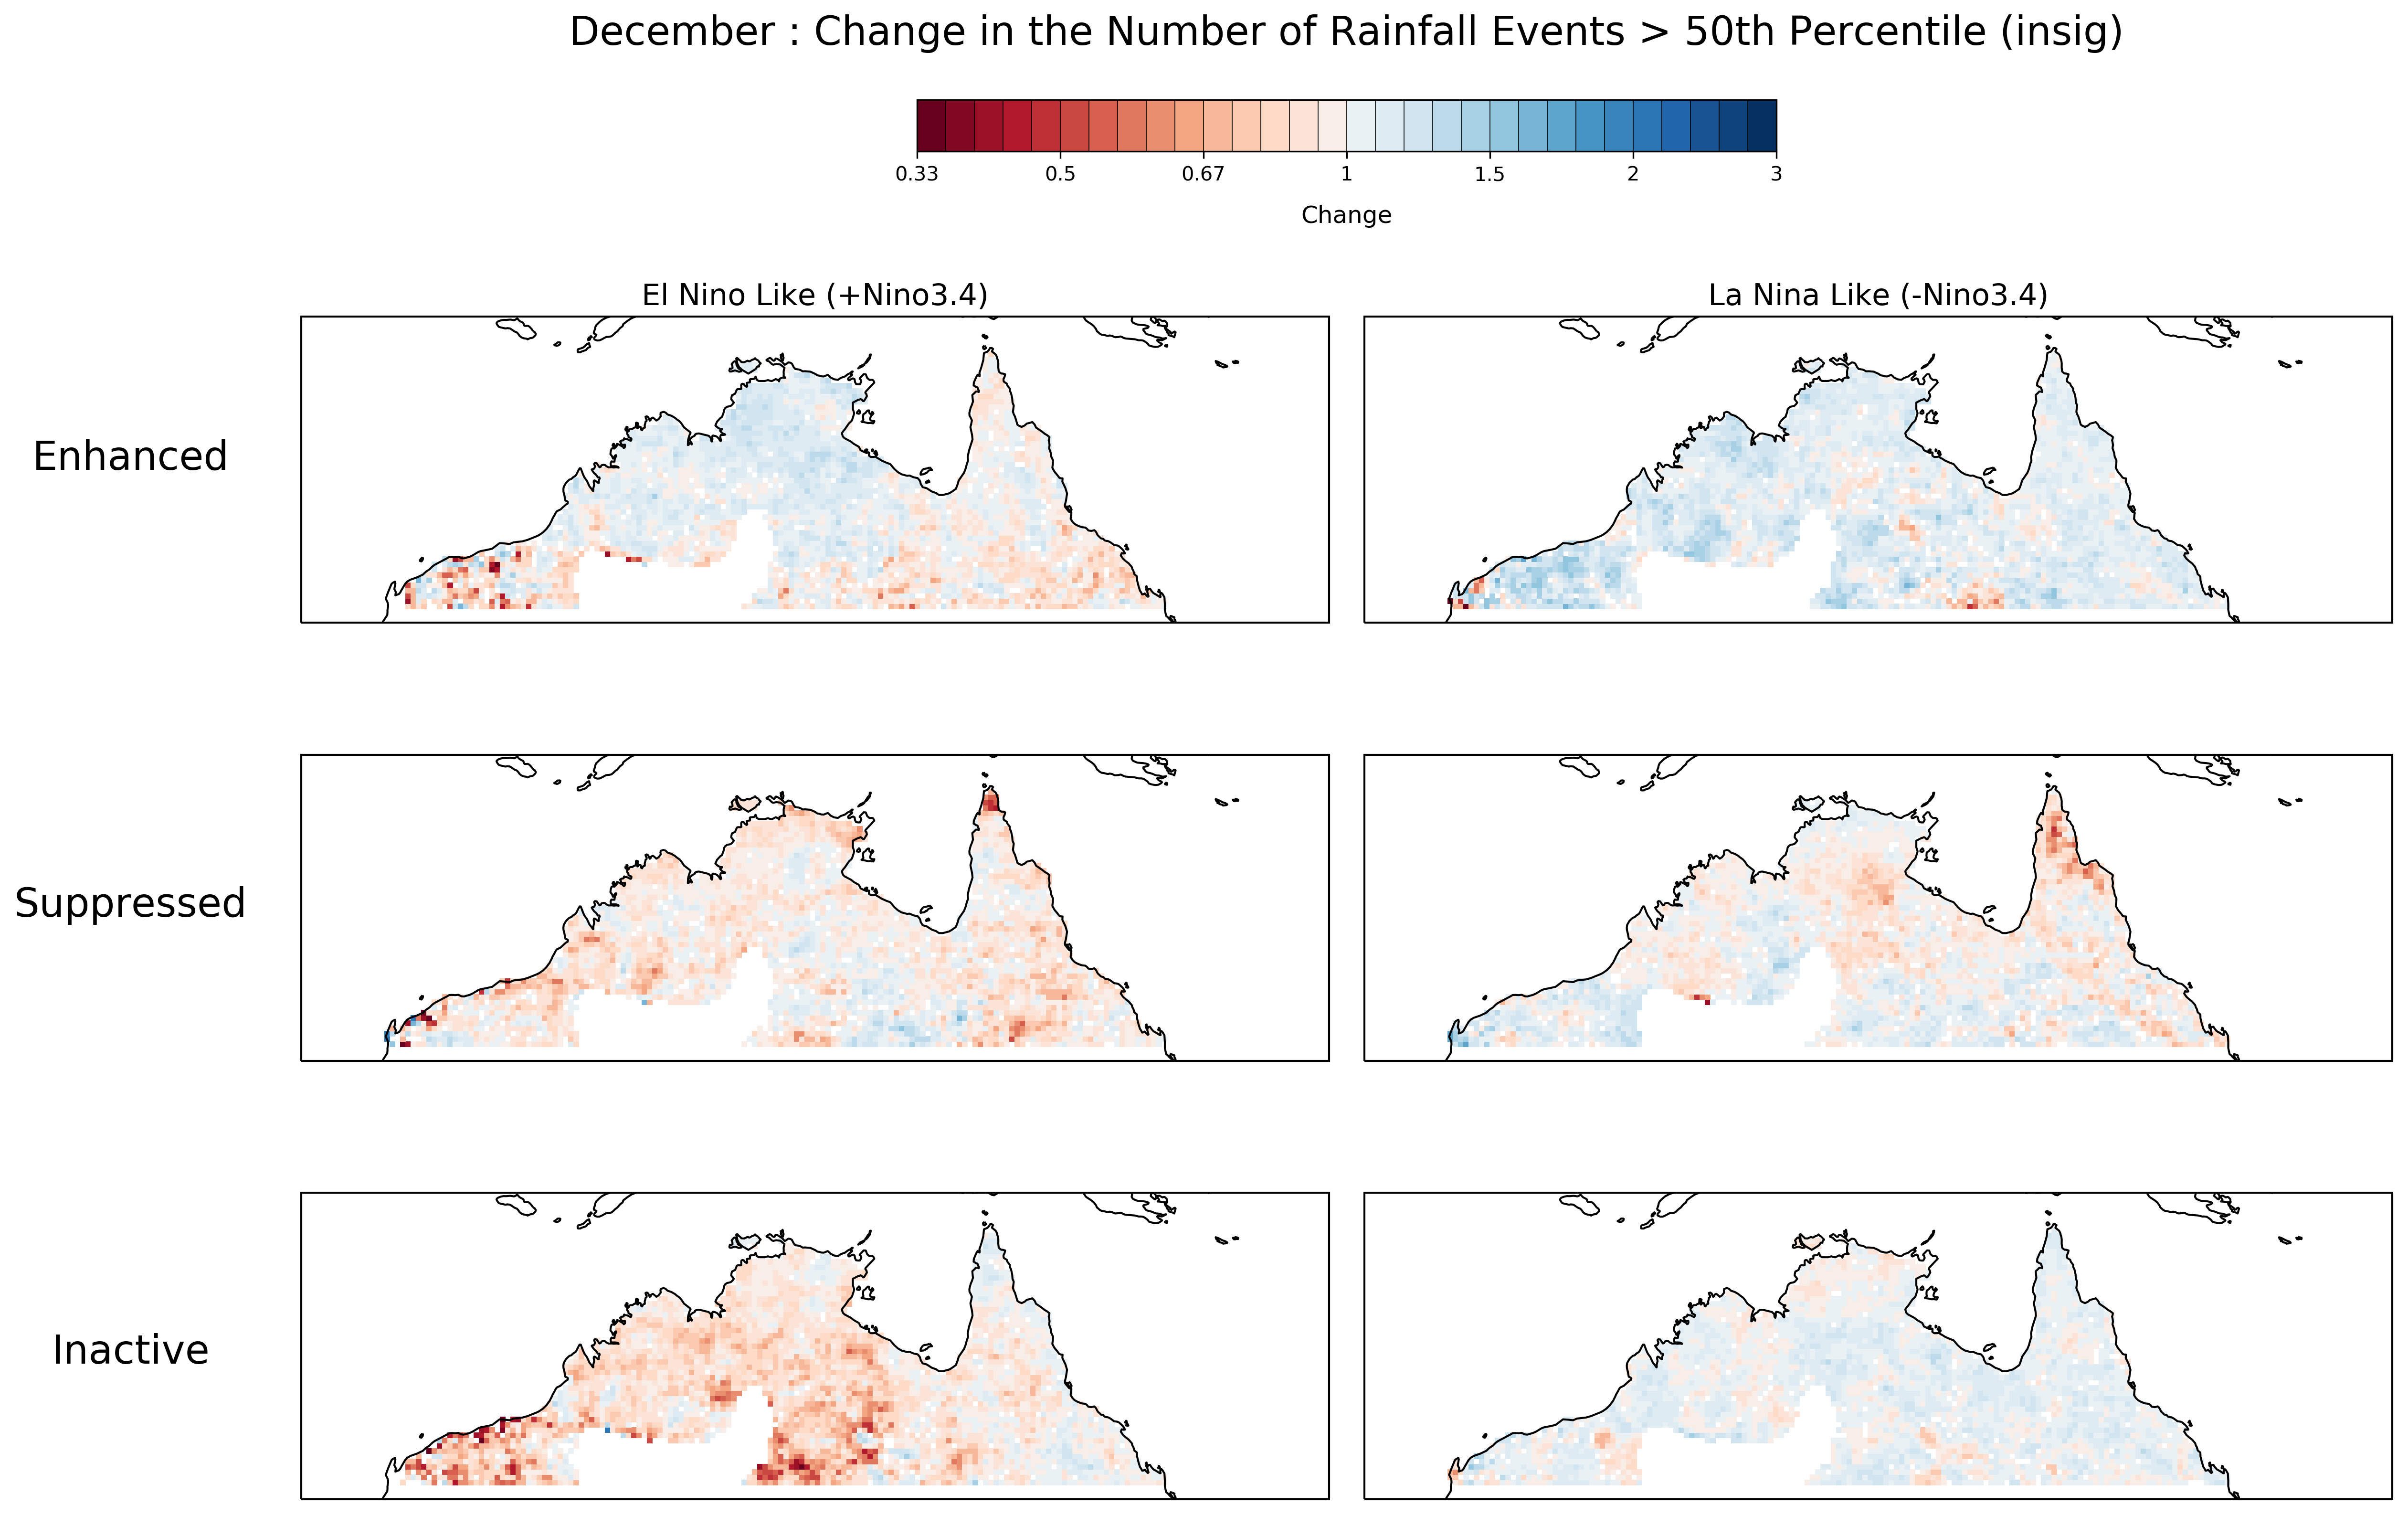 December : Change in the Number of Rainfall Events > 50th Percentile (insig)
0.33 0.5 0.67 1 1.5 2 3
Change
El Nino Like (+Nino3.4) La Nina Like (-Nino3.4)
Enhanced
Suppressed
Inactive